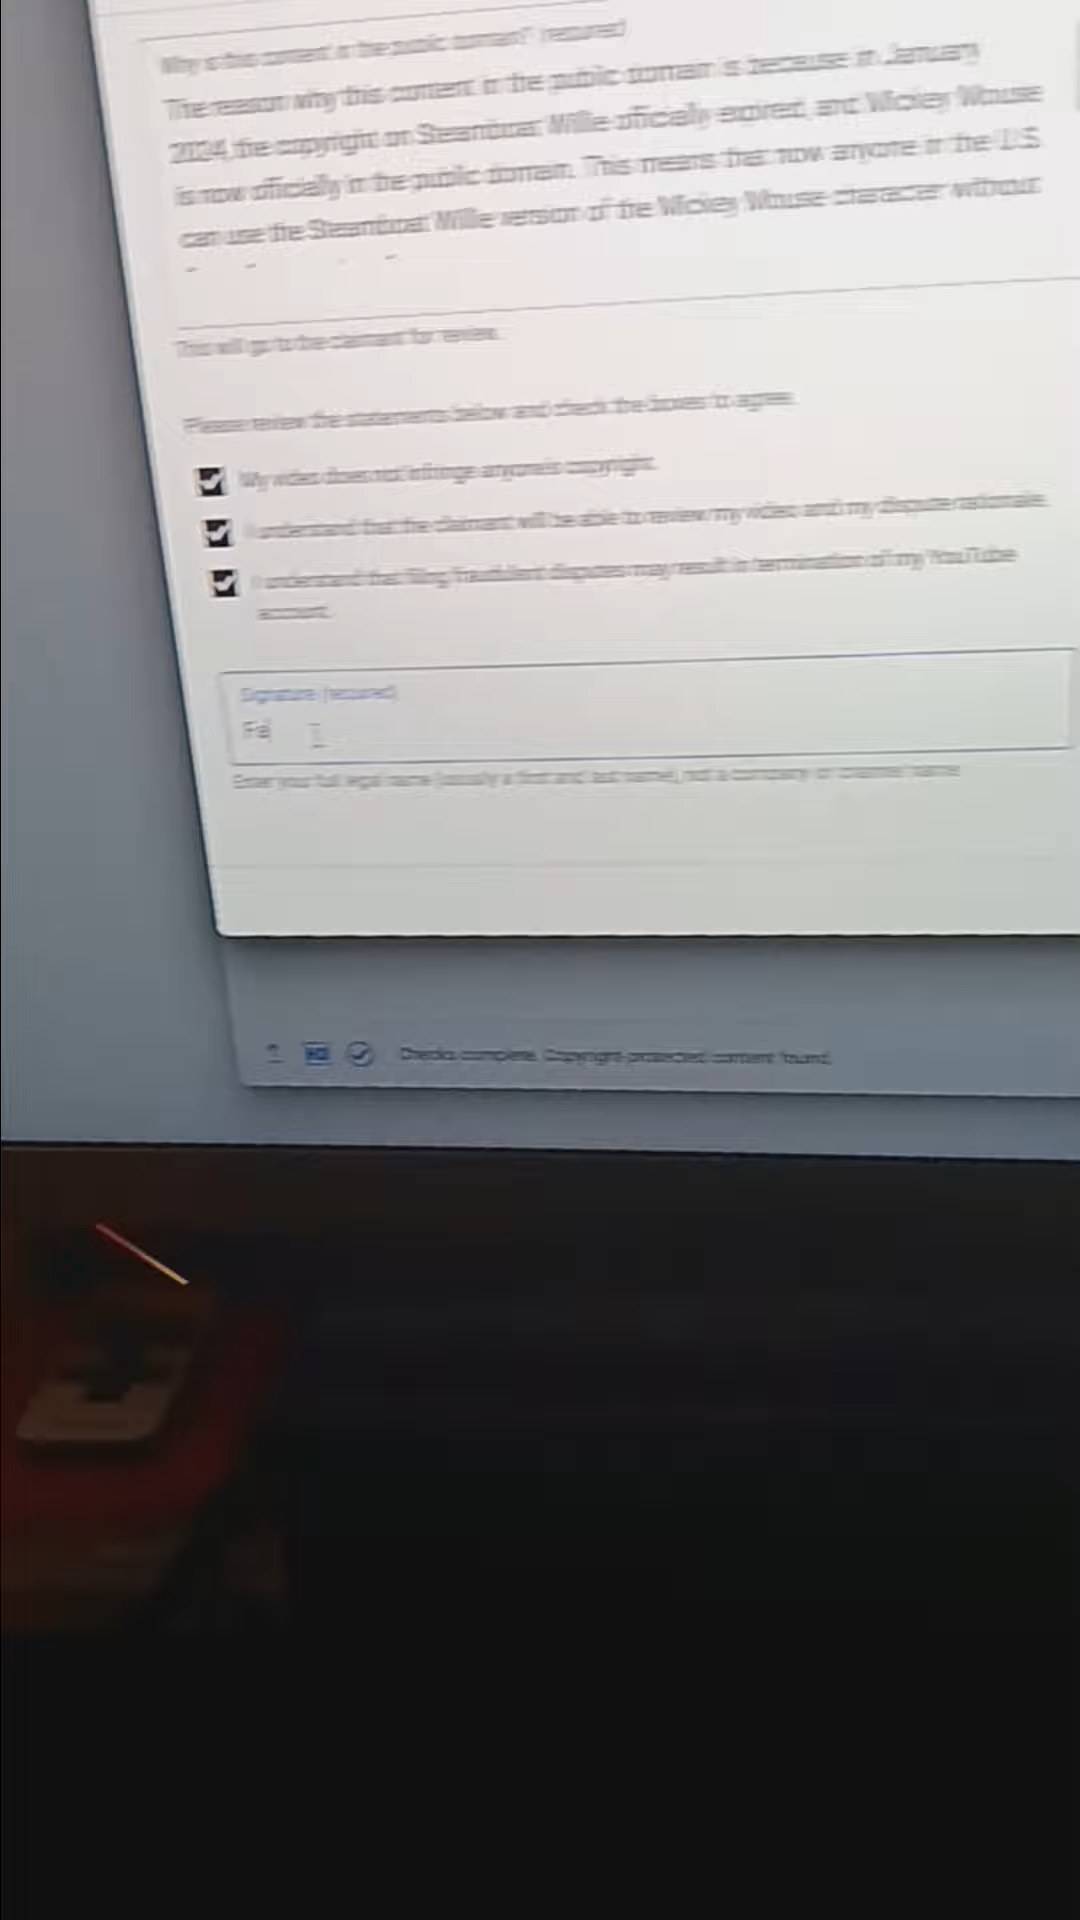 Why is this content in the public domain? (required)
The reason why this content in the public domain is because in January
2024, the copyright on Steamboat Willie officially expired, and Mickey Mouse
is now officially in the public domain. This means that now anyone in the U.S.
can use the Steamboat Willie version of the Mickey Mouse character without
This will go to the claimant for review.
Please review the statements below and check the boxes to agree.
My video does not infringe anyone's copyright.
I understand that the claimant will be able to review my video and my dispute rationale.
I understand that filing fraudulent disputes may result in termination of my YouTube
account.
Signature (required)
Fa
Enter your full legal name (usually a first and last name), not a company or channel name
HD Checks complete. Copyright-protected content found.